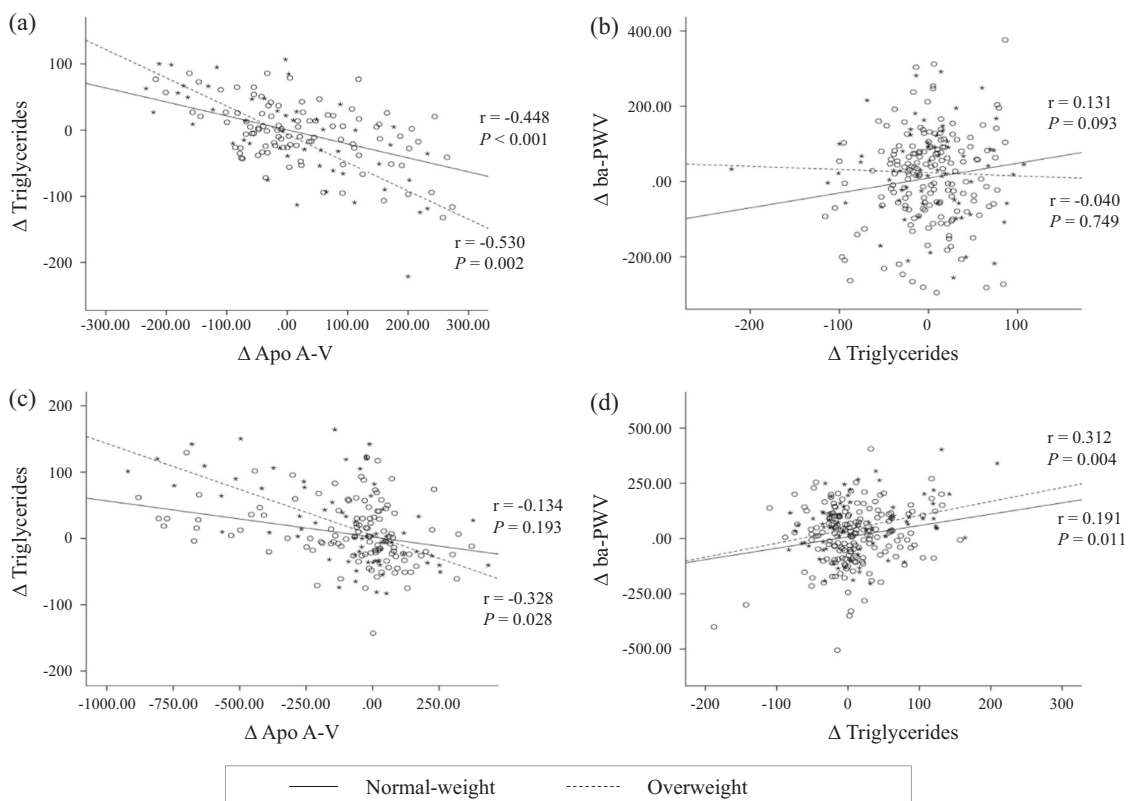 (a)
Δ Triglycerides
100
0
-100
-200
r = -0.448
P < 0.001
r = -0.530
P = 0.002
-300.00 -200.00 -100.00 .00 100.00 200.00 300.00
Δ Apo A-V
(b)
Δ ba-PWV
400.00
200.00
.00
-200.00
r = 0.131
P = 0.093
r = -0.040
P = 0.749
-200 -100 0 100
Δ Triglycerides
(c)
Δ Triglycerides
200
100
0
-100
-200
r = -0.134
P = 0.193
r = -0.328
P = 0.028
-1000.00 -750.00 -500.00 -250.00 .00 250.00
Δ Apo A-V
(d)
Δ ba-PWV
500.00
250.00
.00
-250.00
-500.00
r = 0.312
P = 0.004
r = 0.191
P = 0.011
-200 -100 0 100 200 300
Δ Triglycerides
Normal-weight Overweight